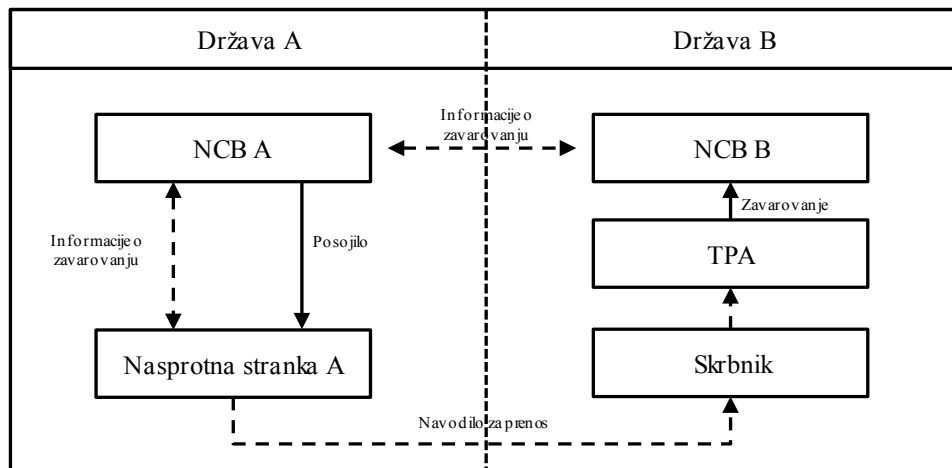 Država A
Država B
Informacije o
zavarovanju
NCB A
NCB B
Zavarovanje
Informacije o
zavarovanju
Posojilo
TPA
Nasprotna stranka A
Skrbnik
Navodilo za prenos